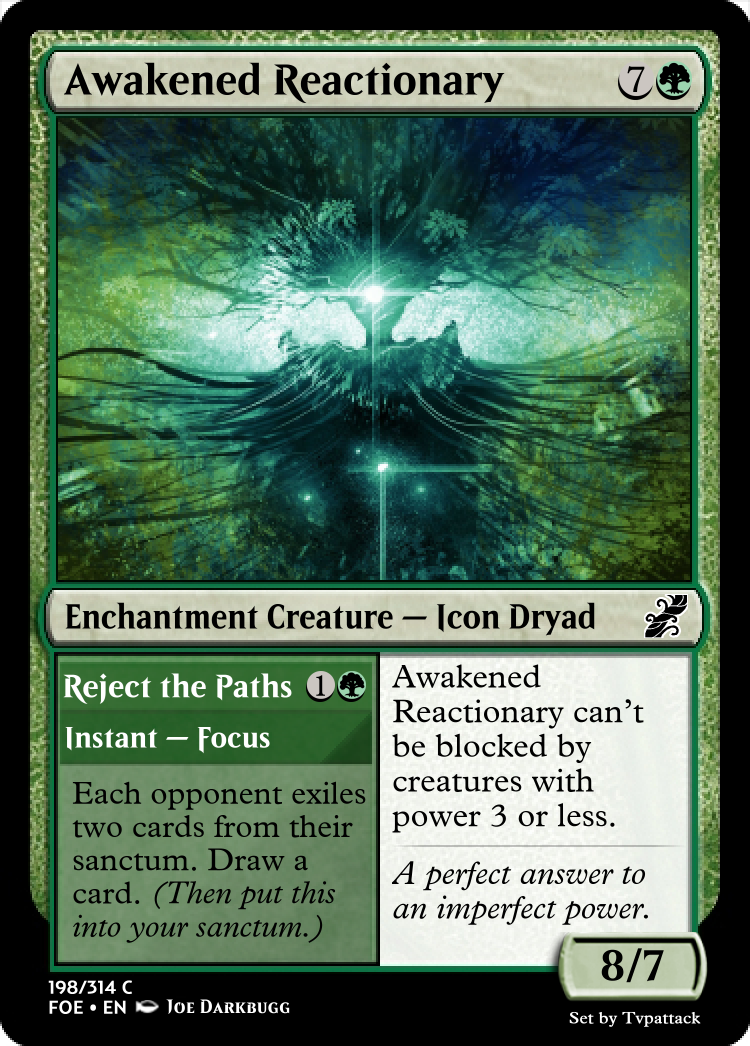 Awakened Reactionary 7
Enchantment Creature — Icon Dryad
Reject the Paths 1
Instant — Focus
Each opponent exiles
two cards from their
sanctum. Draw a
card. (Then put this
into your sanctum.)
Awakened
Reactionary can't
be blocked by
creatures with
power 3 or less.
A perfect answer to
an imperfect power.
8/7
198/314 C
FOE • EN Joe Darkbugg
Set by Tvpattack